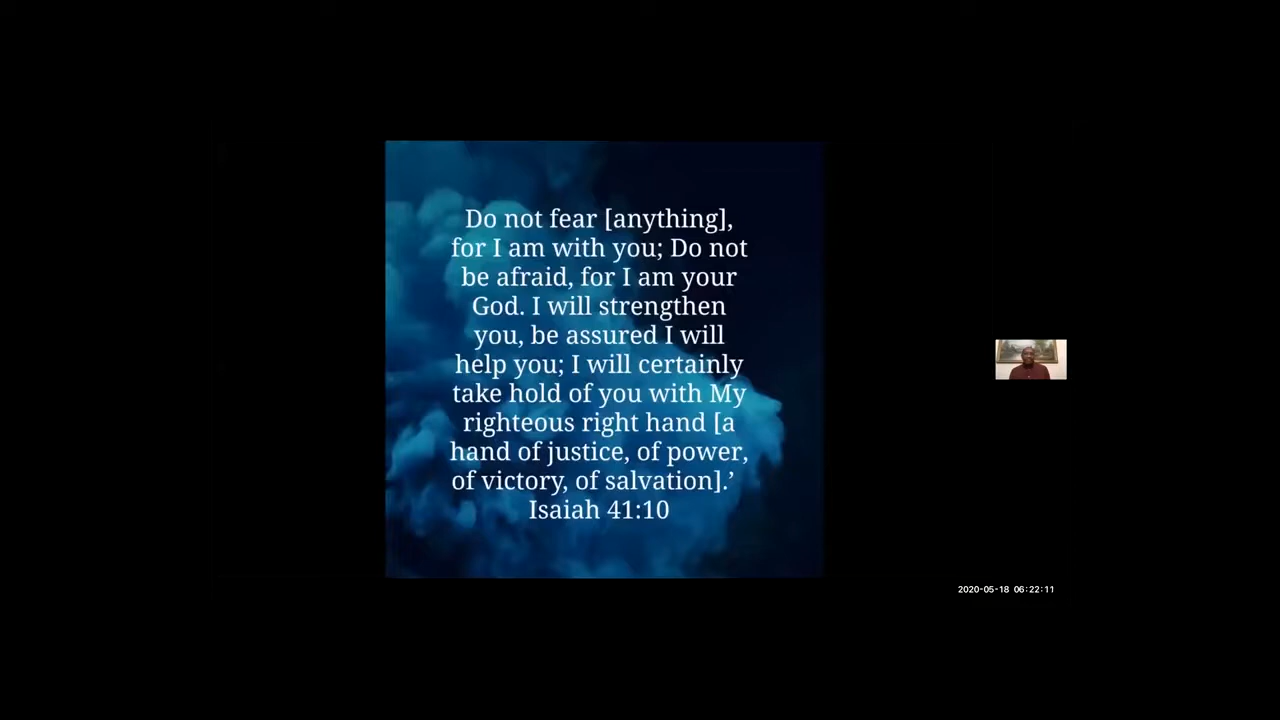 Do not fear [anything],
for I am with you; Do not
be afraid, for I am your
God. I will strengthen
you, be assured I will
help you; I will certainly
take hold of you with My
righteous right hand [a
hand of justice, of power,
of victory, of salvation].’
Isaiah 41:10
2020-05-18 06:22:11